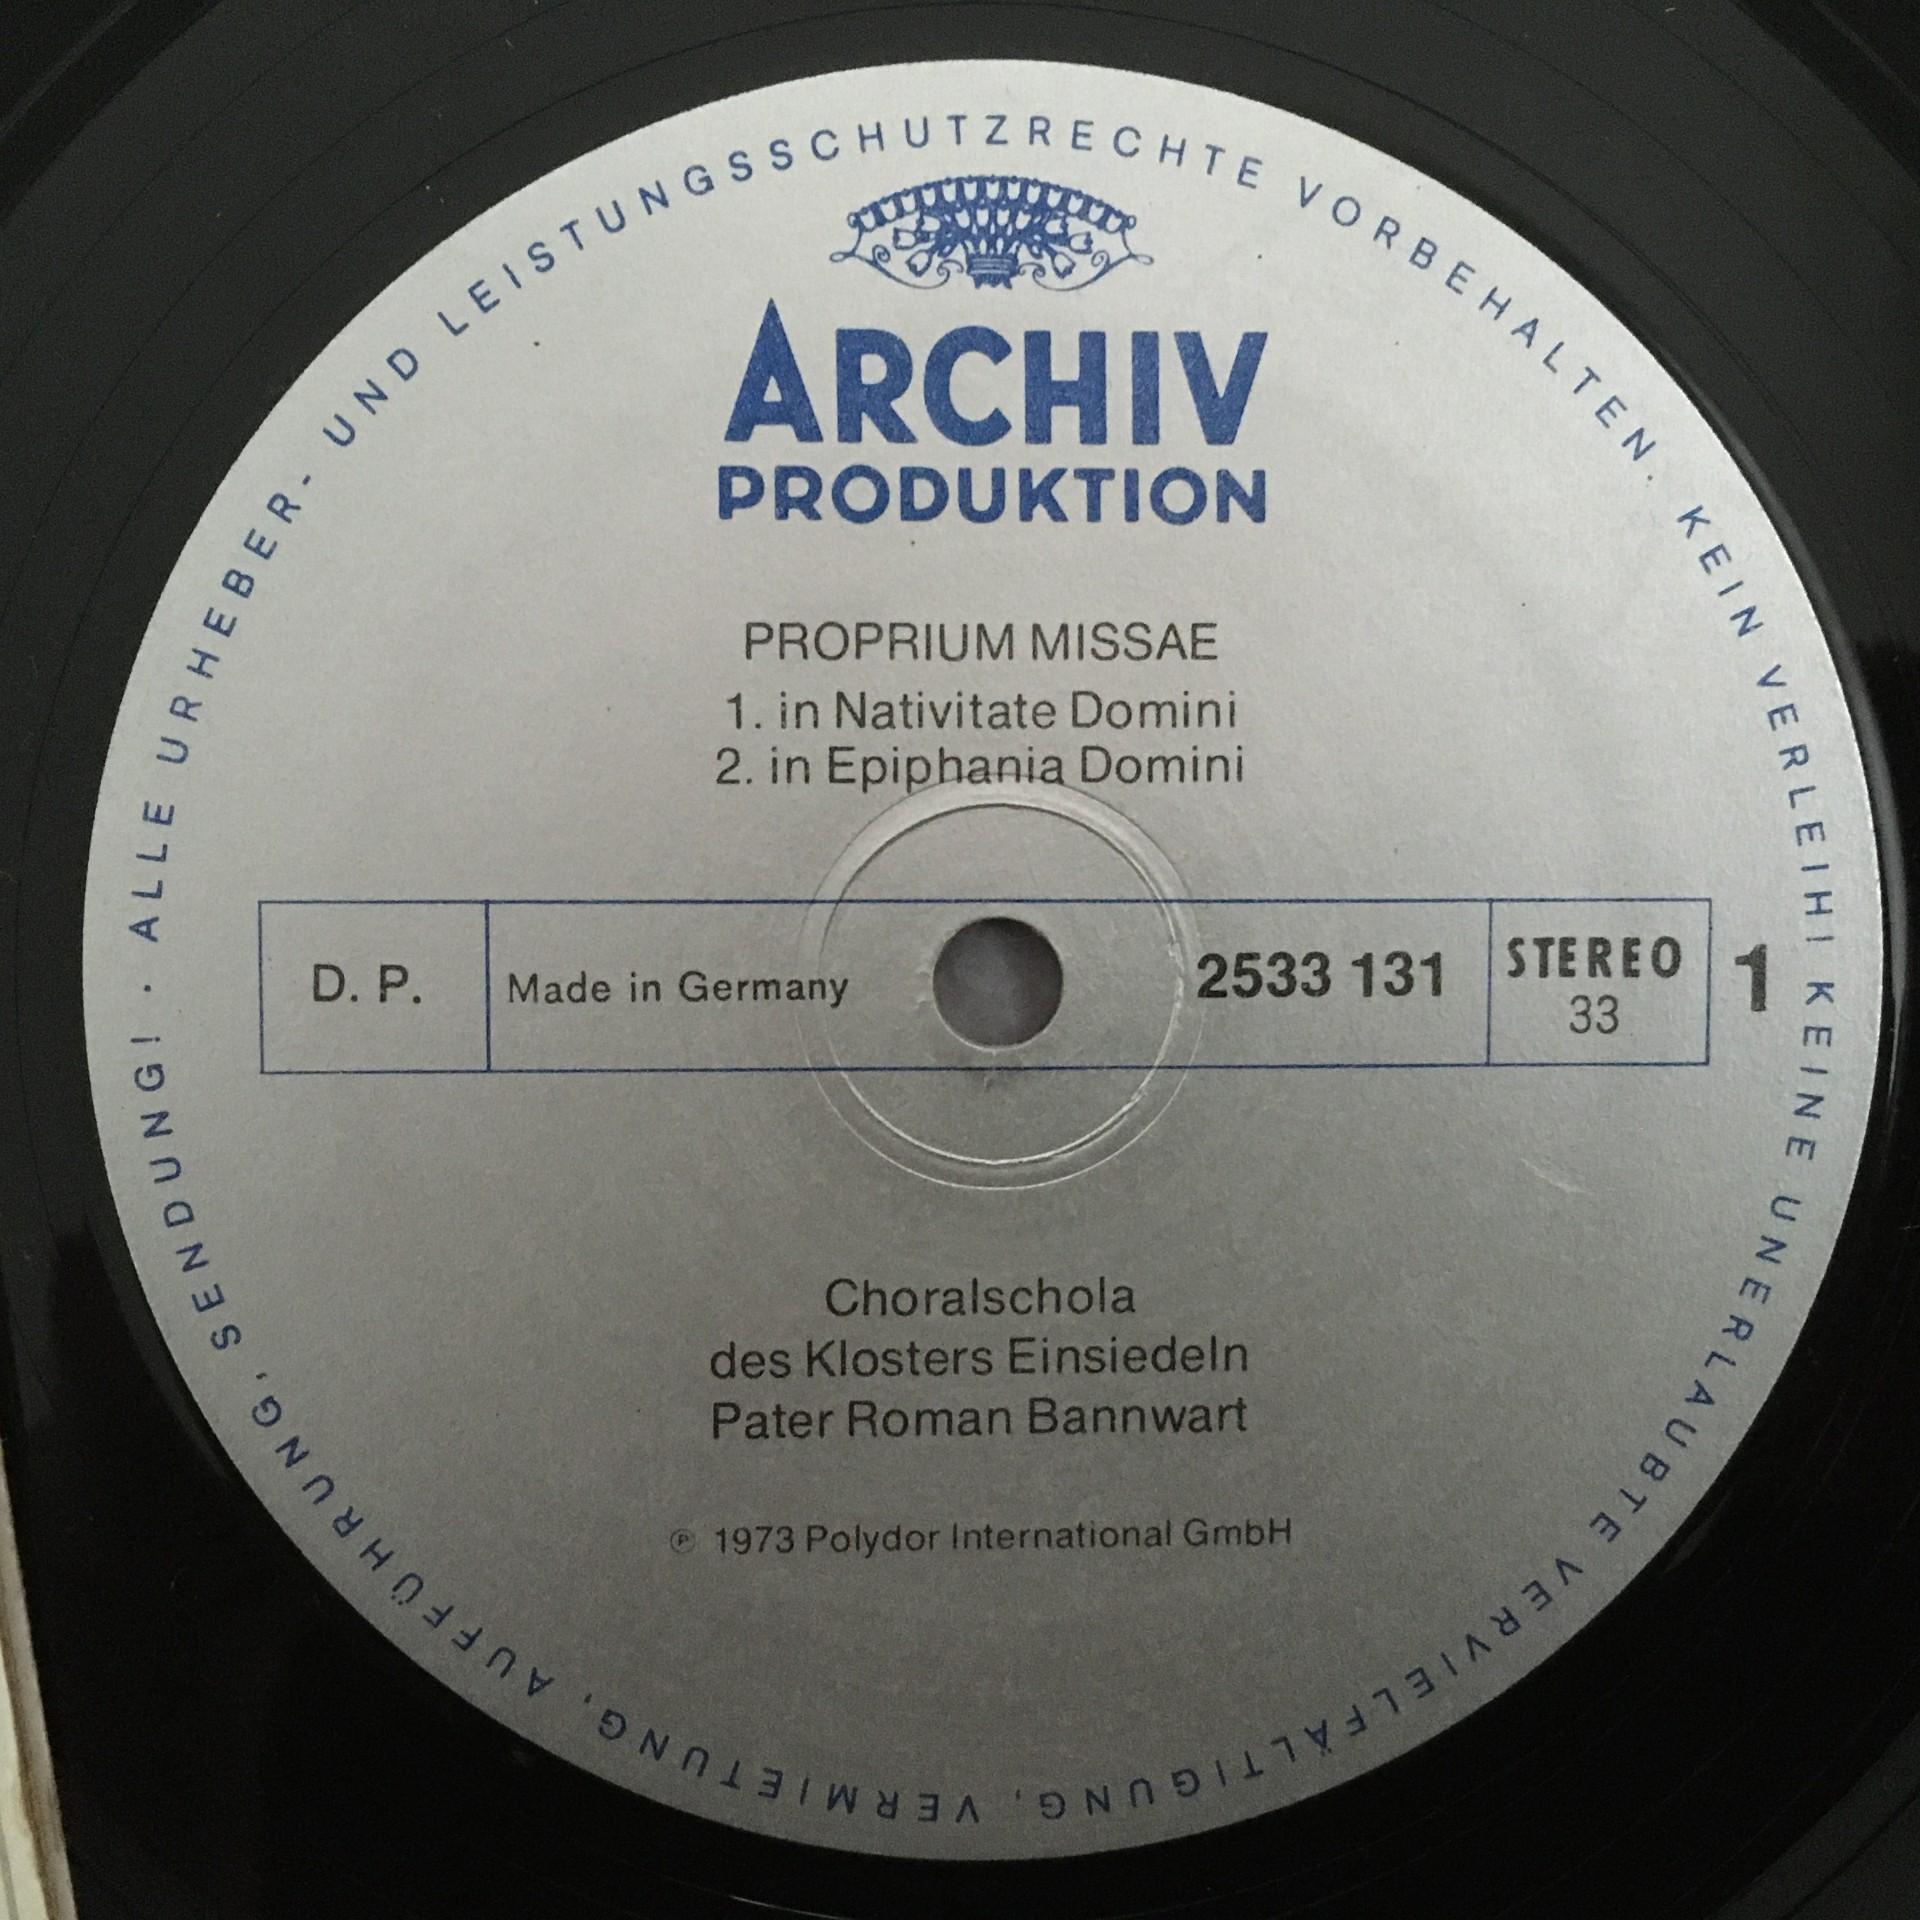 ALLE URHEBER- UND LEISTUNGSSCHUTZRECHTE VORBEHALTEN. KEIN VERLEIH! KEINE UNERLAUBTE VERVIELFÄLTIGUNG, VERMIETUNG, AUFFÜHRUNG, SENDUNG! ·
ARCHIV
PRODUKTION
PROPRIUM MISSAE
1. in Nativitate Domini
2. in Epiphania Domini
D. P. Made in Germany 2533 131 STEREO 1
33
Choralschola
des Klosters Einsiedeln
Pater Roman Bannwart
℗ 1973 Polydor International GmbH